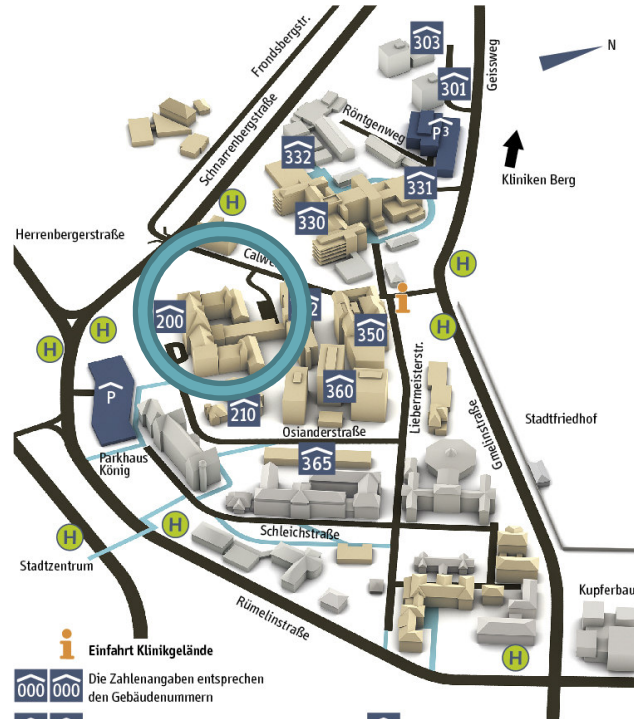 Frondsbergstr.
Schnarrenbergstraße
303
Geissweg
N
301
Röntgenweg
P3
332
331
Kliniken Berg
H
330
Herrenbergerstraße
H
200
350
i
H
H
H
Liebermeisterstr.
360
P
210
Gmelinstraße
Stadtfriedhof
Osianderstraße
Parkhaus
König
365
H
H
Schleichstraße
Stadtzentrum
Rümelinstraße
Kupferbau
i Einfahrt Klinikgelände
H
000 000 Die Zahlenangaben entsprechen
den Gebäudenummern